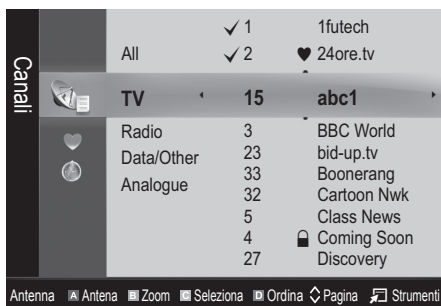 Canali
✓ 1 1futech
All ✓ 2 ♥ 24ore.tv
TV 15 abc1
Radio 3 BBC World
Data/Other 23 bid-up.tv
Analogue 33 Boonerang
32 Cartoon Nwk
5 Class News
4 Coming Soon
27 Discovery
Antenna A Antena B Zoom C Seleziona D Ordina Pagina Strumenti